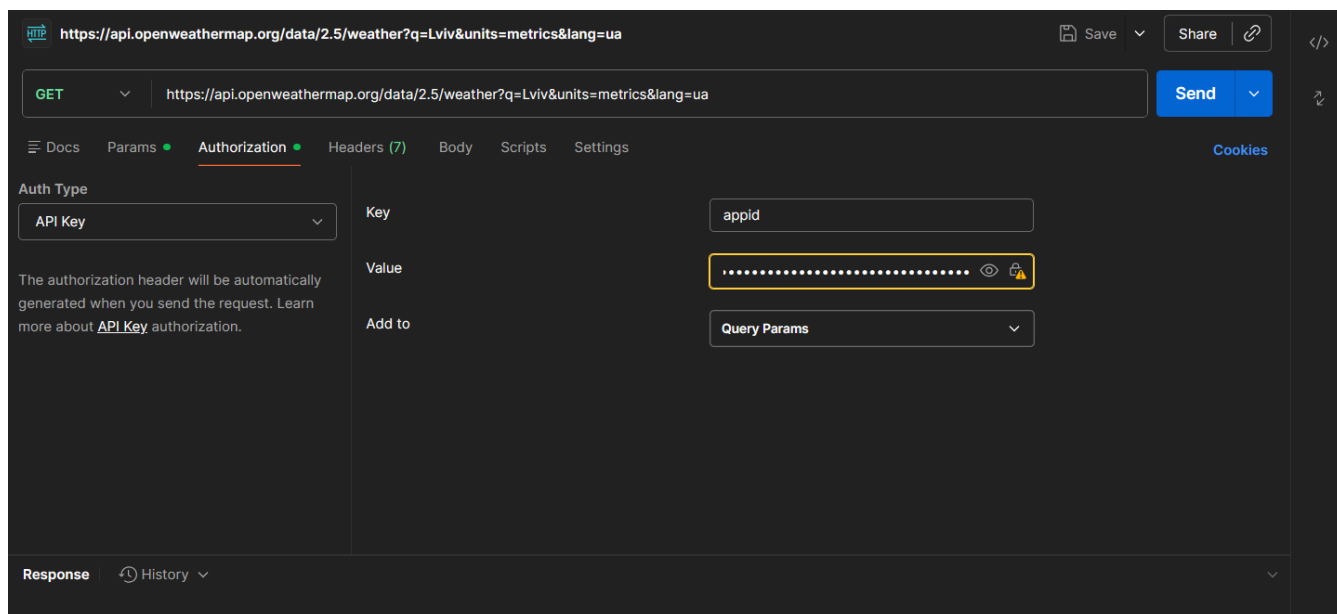 HTTP https://api.openweathermap.org/data/2.5/weather?q=Lviv&units=metrics&lang=ua Save Share
GET https://api.openweathermap.org/data/2.5/weather?q=Lviv&units=metrics&lang=ua Send
Docs Params Authorization Headers (7) Body Scripts Settings Cookies
Auth Type
API Key
The authorization header will be automatically
generated when you send the request. Learn
more about API Key authorization.
Key appid
Value ••••••••••••••••••••••••••••••••
Add to Query Params
Response History